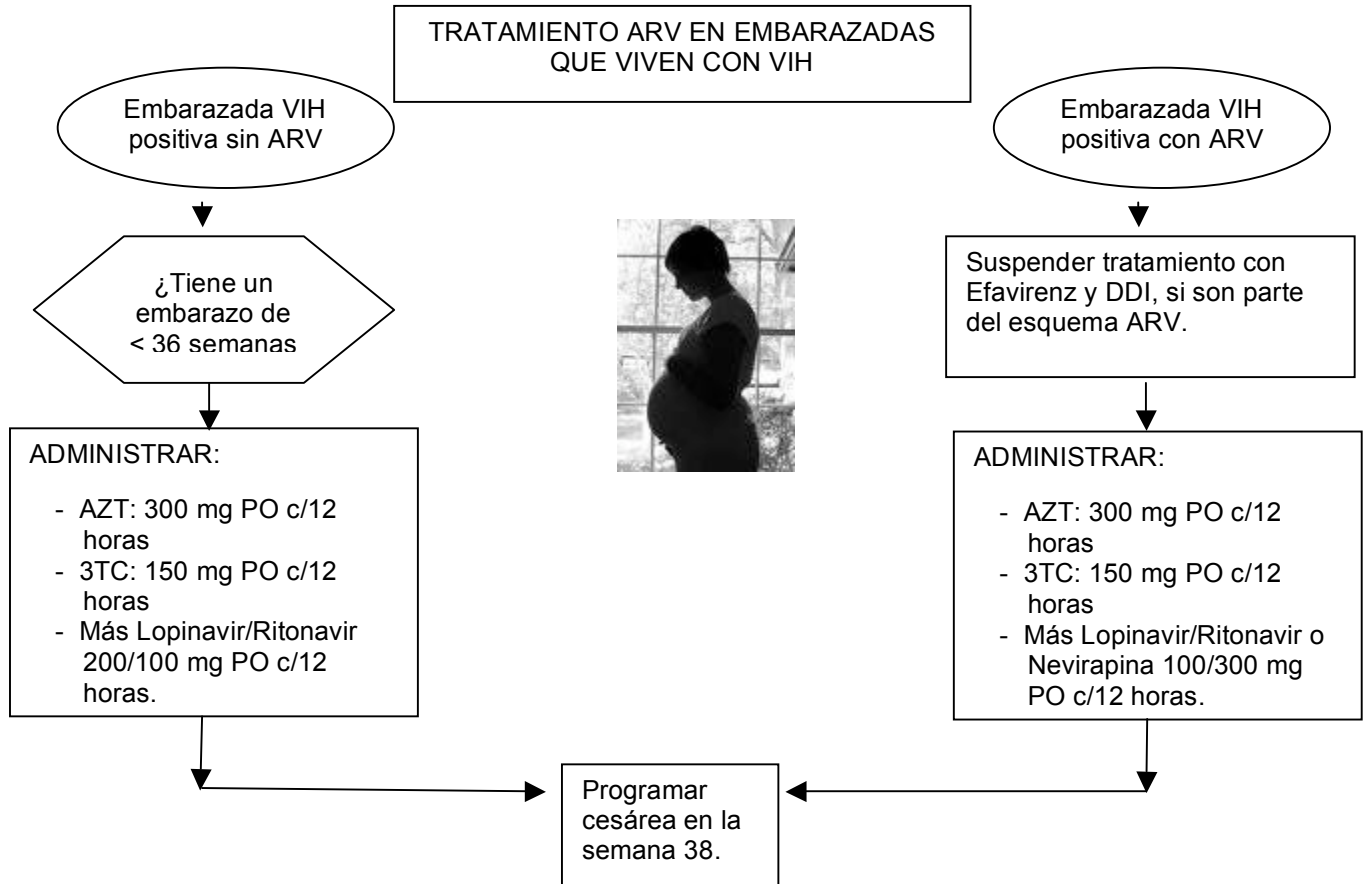 TRATAMIENTO ARV EN EMBARAZADAS
QUE VIVEN CON VIH
Embarazada VIH
positiva sin ARV
¿Tiene un
embarazo de
< 36 semanas
ADMINISTRAR:
- AZT: 300 mg PO c/12
horas
- 3TC: 150 mg PO c/12
horas
- Más Lopinavir/Ritonavir
200/100 mg PO c/12
horas.
Embarazada VIH
positiva con ARV
Suspender tratamiento con
Efavirenz y DDI, si son parte
del esquema ARV.
ADMINISTRAR:
- AZT: 300 mg PO c/12
horas
- 3TC: 150 mg PO c/12
horas
- Más Lopinavir/Ritonavir o
Nevirapina 100/300 mg
PO c/12 horas.
Programar
cesárea en la
semana 38.